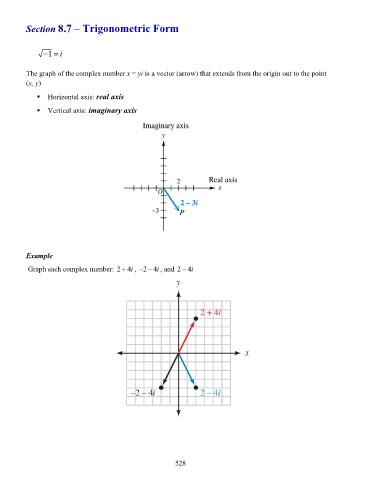 Section 8.7 – Trigonometric Form
√−1 = i
The graph of the complex number x = yi is a vector (arrow) that extends from the origin out to the point
(x, y)
▪ Horizontal axis: real axis
▪ Vertical axis: imaginary axis
Imaginary axis
y
2
Real axis
x
O
2 – 3i
–3
P
Example
Graph each complex number: 2 + 4i , −2 − 4i , and 2 − 4i
y
2 + 4i
x
–2 – 4i
2 – 4i
528